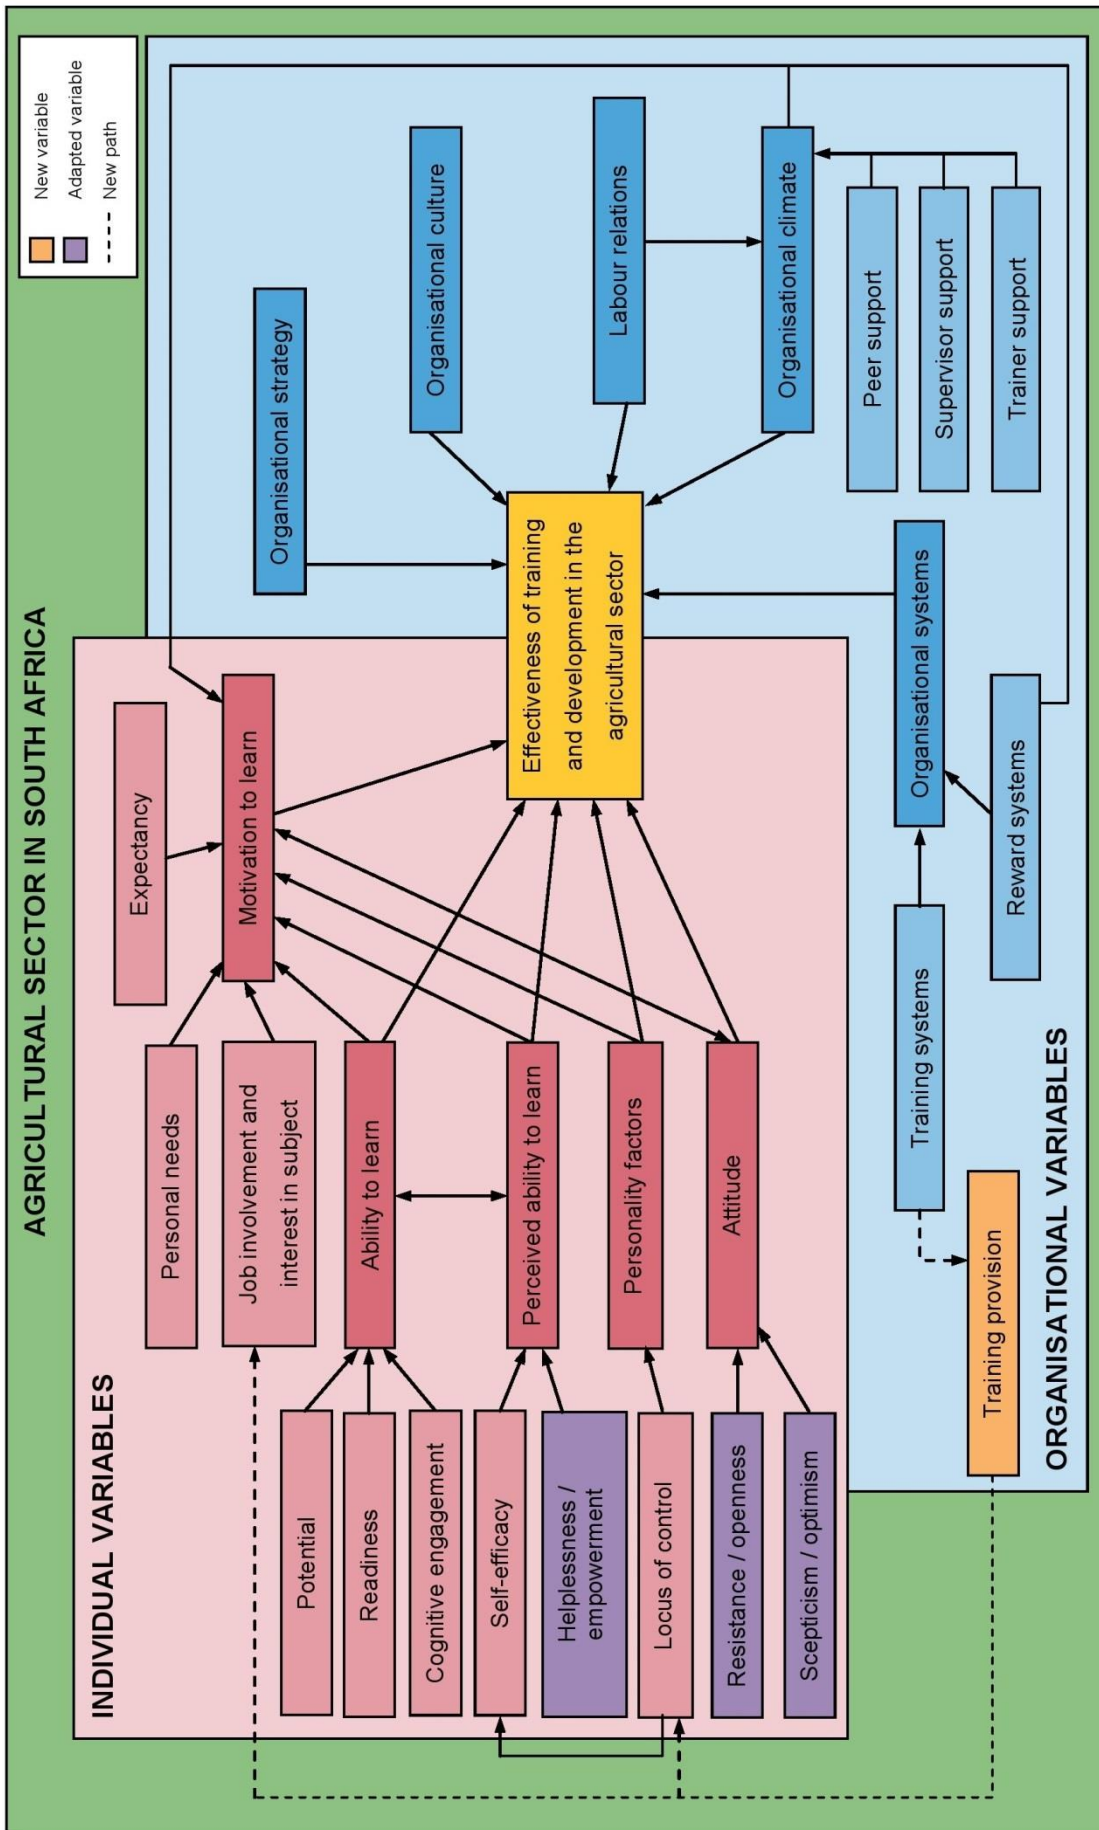 AGRICULTURAL SECTOR IN SOUTH AFRICA
New variable
Adapted variable
New path
INDIVIDUAL VARIABLES
Expectancy
Personal needs
Motivation to learn
Job involvement and
interest in subject
Potential
Readiness
Cognitive engagement
Ability to learn
Self-efficacy
Helplessness /
empowerment
Perceived ability to learn
Locus of control
Personality factors
Resistance / openness
Scepticism / optimism
Attitude
Effectiveness of training
and development in the
agricultural sector
Organisational strategy
Organisational culture
Labour relations
Organisational climate
Peer support
Supervisor support
Trainer support
Organisational systems
Training systems
Reward systems
Training provision
ORGANISATIONAL VARIABLES